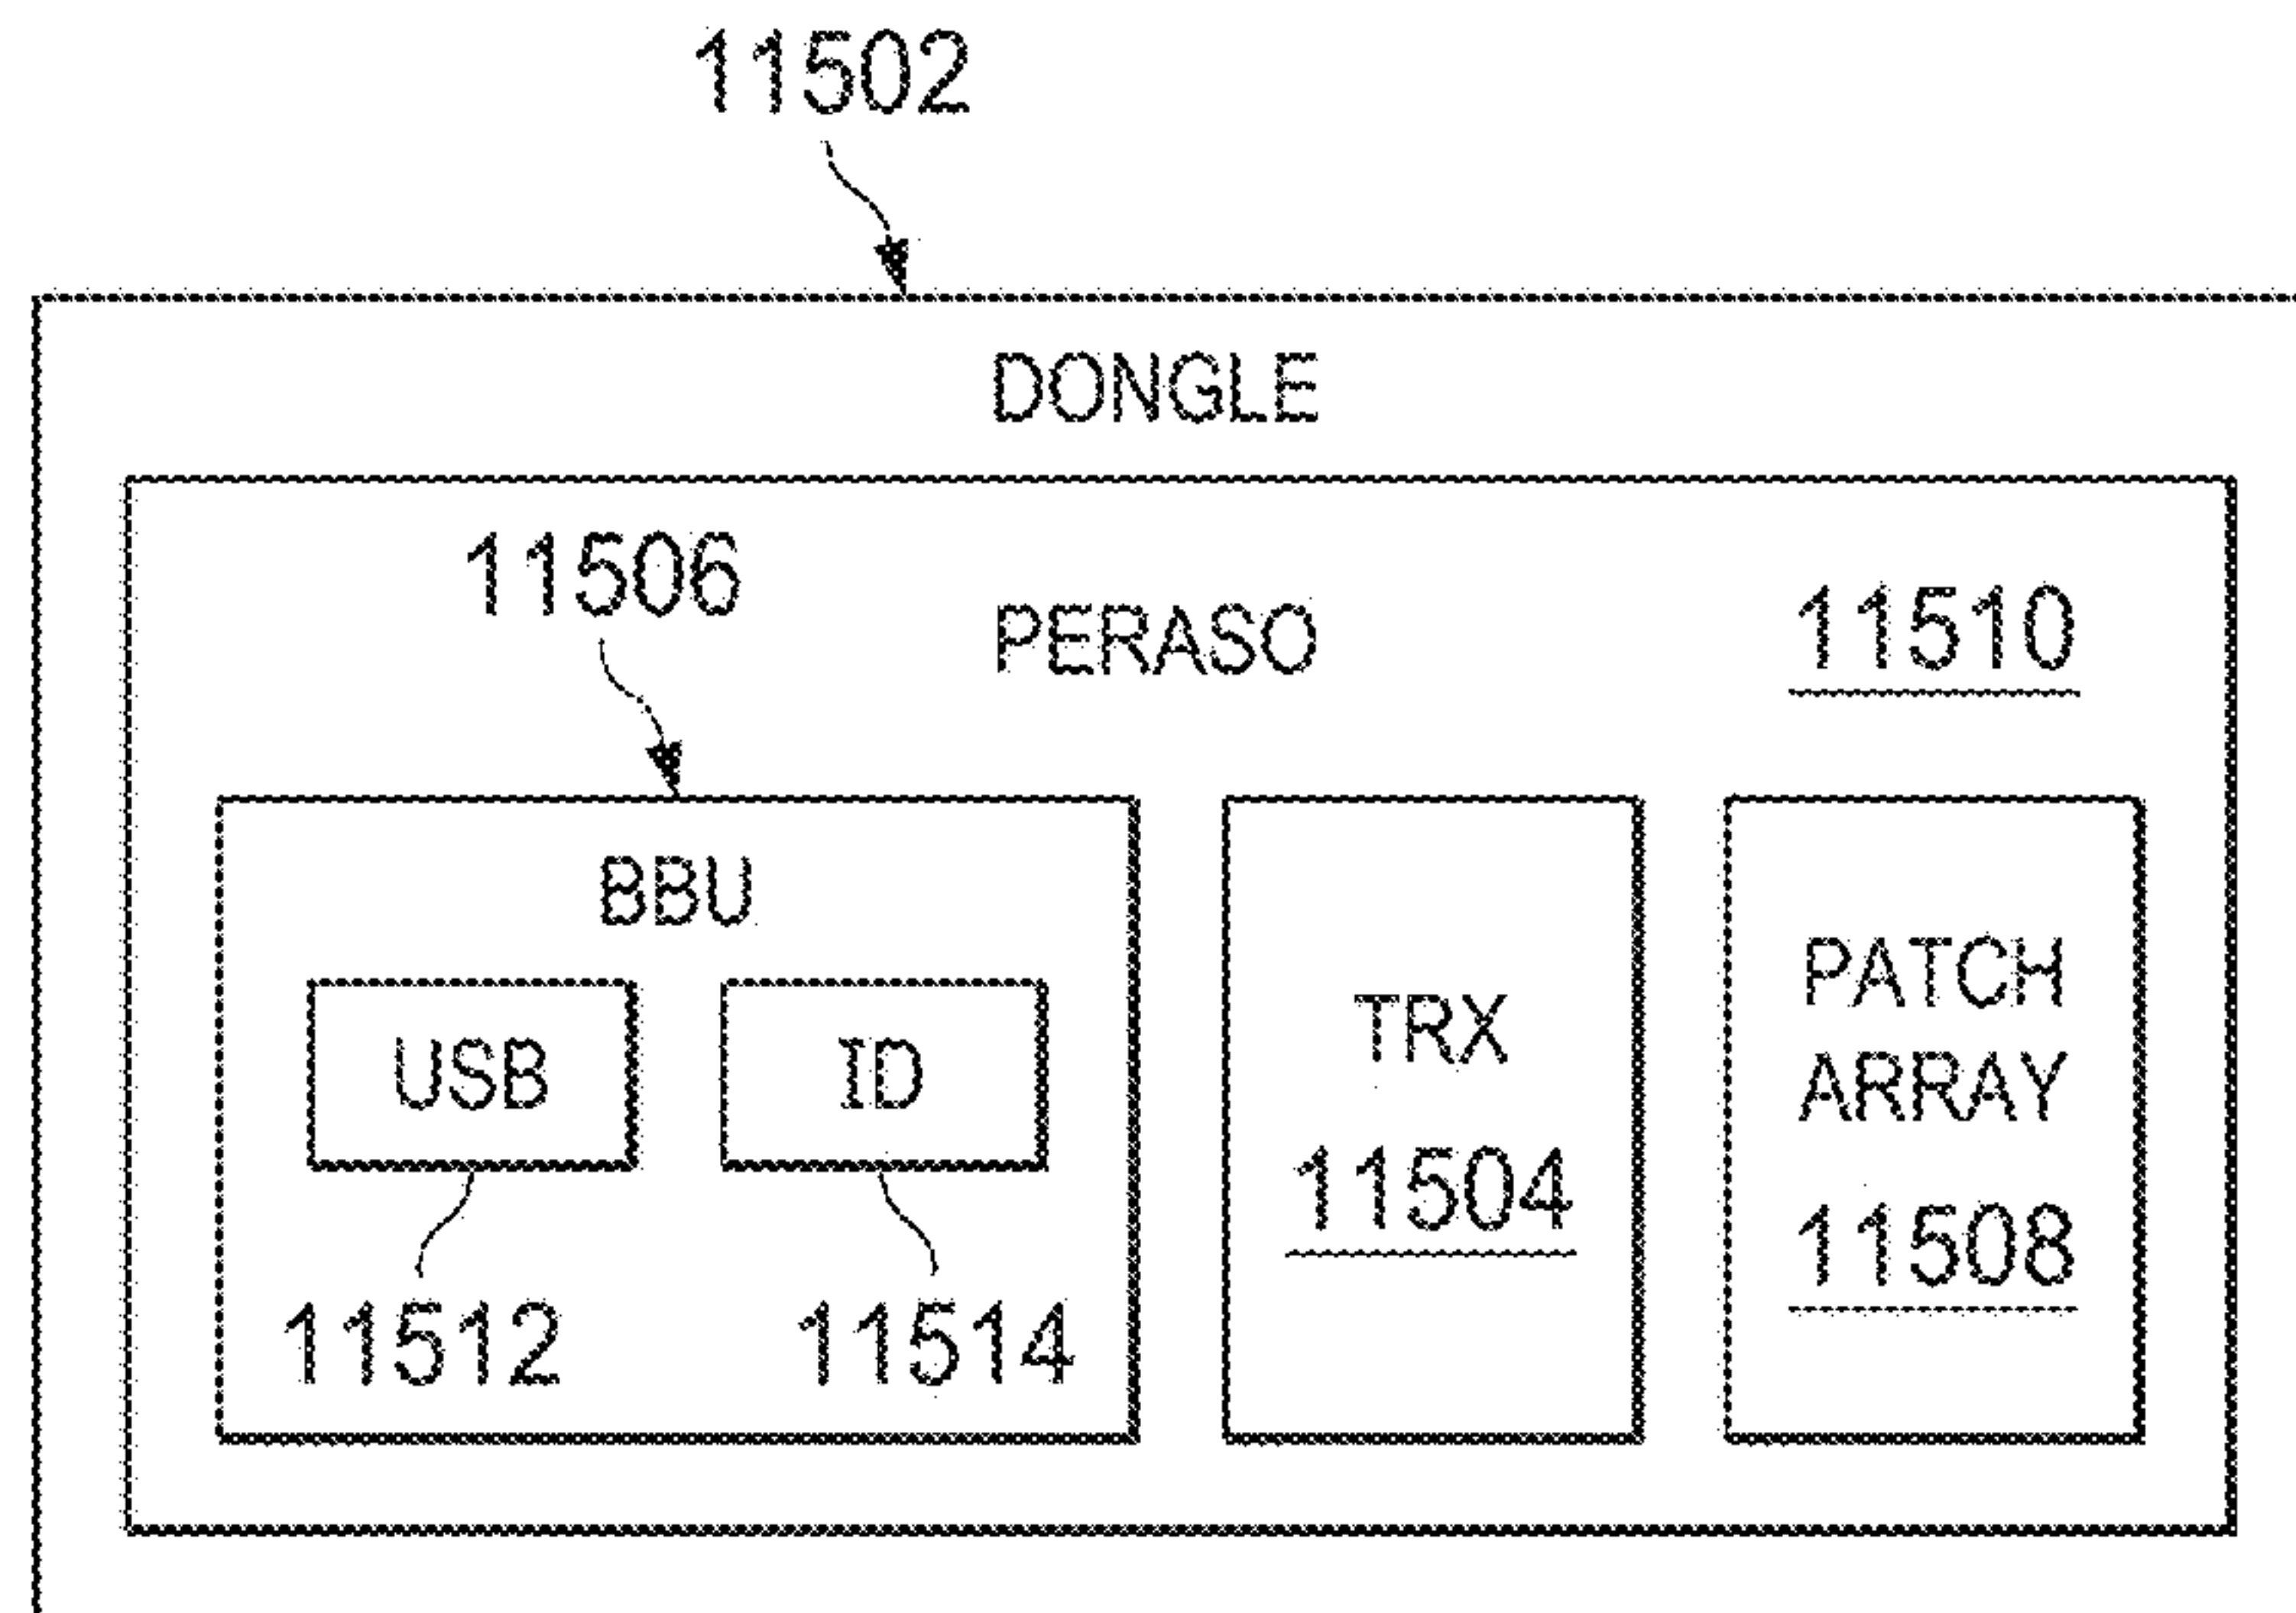 11502
DONGLE
11506
PERASO
11510
BBU
USB
ID
11512
11514
TRX
11504
PATCH
ARRAY
11508